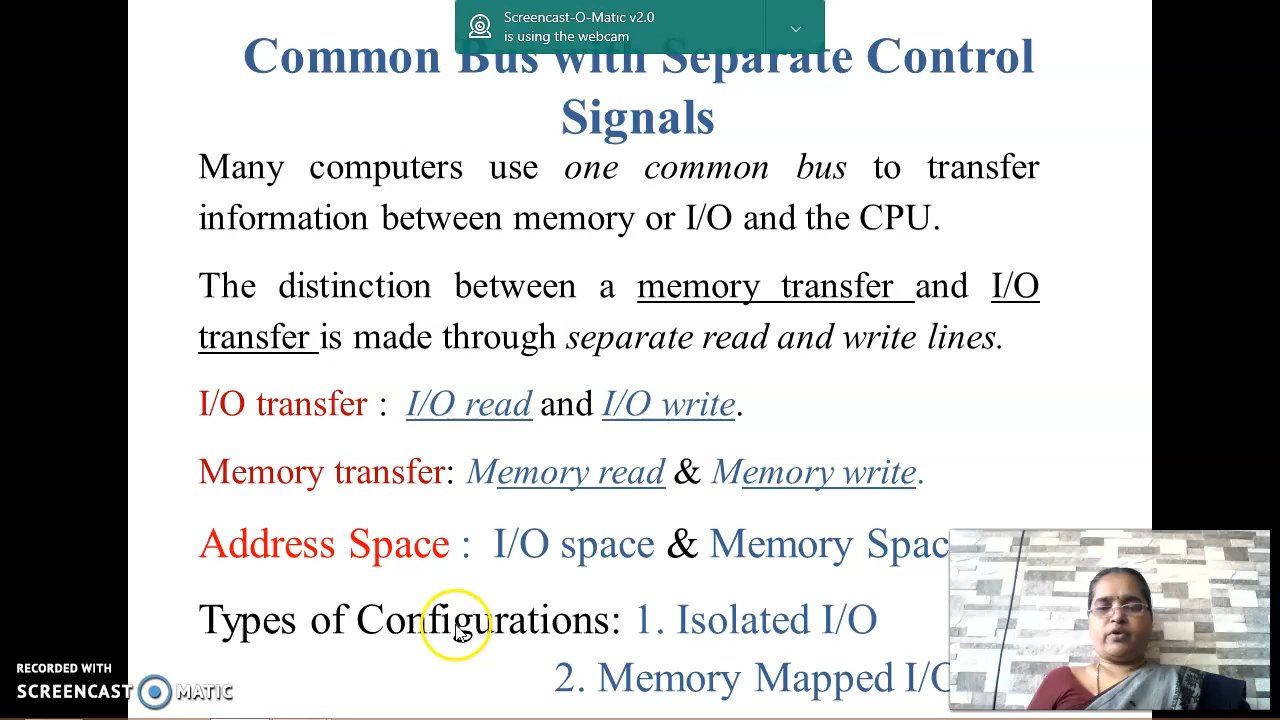 Screencast-O-Matic v2.0
is using the webcam
Common Bus with Separate Control
Signals
Many computers use one common bus to transfer
information between memory or I/O and the CPU.
The distinction between a memory transfer and I/O
transfer is made through separate read and write lines.
I/O transfer : I/O read and I/O write.
Memory transfer: Memory read & Memory write.
Address Space : I/O space & Memory Spac
Types of Configurations: 1. Isolated I/O
2. Memory Mapped I/O
RECORDED WITH
SCREENCAST MATIC